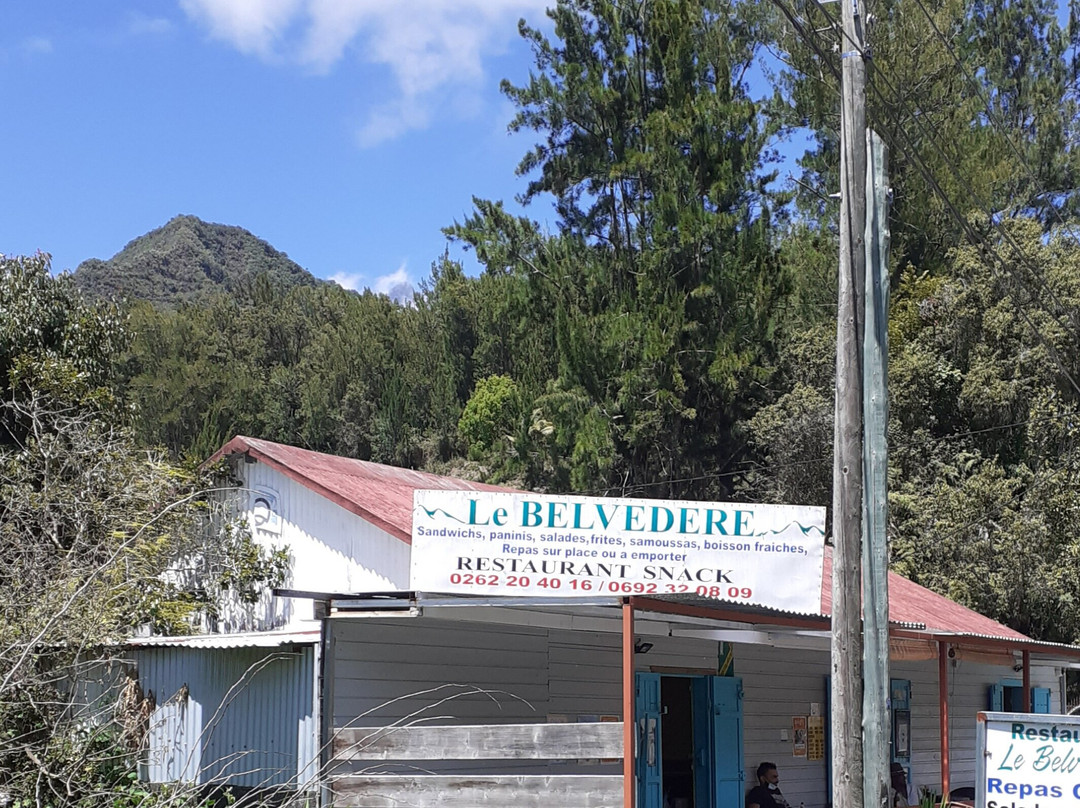 Le BELVEDERE
Sandwichs, paninis, salades, frites, samoussas, boisson fraiches,
Repas sur place ou a emporter
RESTAURANT SNACK
0262 20 40 16 / 0692 32 08 09
Restau
Le Belv
Repas